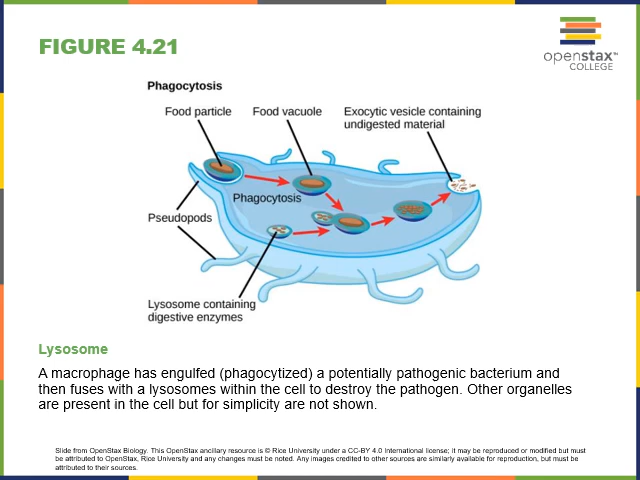 FIGURE 4.21
openstax™
COLLEGE
Phagocytosis
Food particle
Food vacuole
Exocytic vesicle containing
undigested material
Phagocytosis
Pseudopods
Lysosome containing
digestive enzymes
Lysosome
A macrophage has engulfed (phagocytized) a potentially pathogenic bacterium and
then fuses with a lysosomes within the cell to destroy the pathogen. Other organelles
are present in the cell but for simplicity are not shown.
Slide from OpenStax Biology. This OpenStax ancillary resource is © Rice University under a CC-BY 4.0 International license; it may be reproduced or modified but must
be attributed to OpenStax, Rice University and any changes must be noted. Any images credited to other sources are similarly available for reproduction, but must be
attributed to their sources.